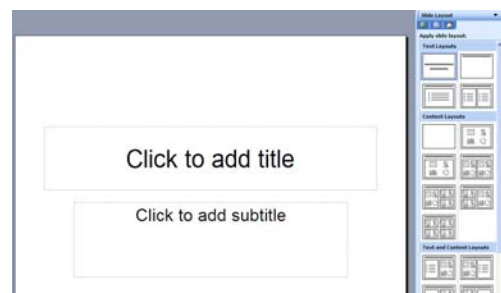 Slide Layout
Apply slide layout:
Text Layouts
Click to add title
Click to add subtitle
Content Layouts
Text and Content Layouts